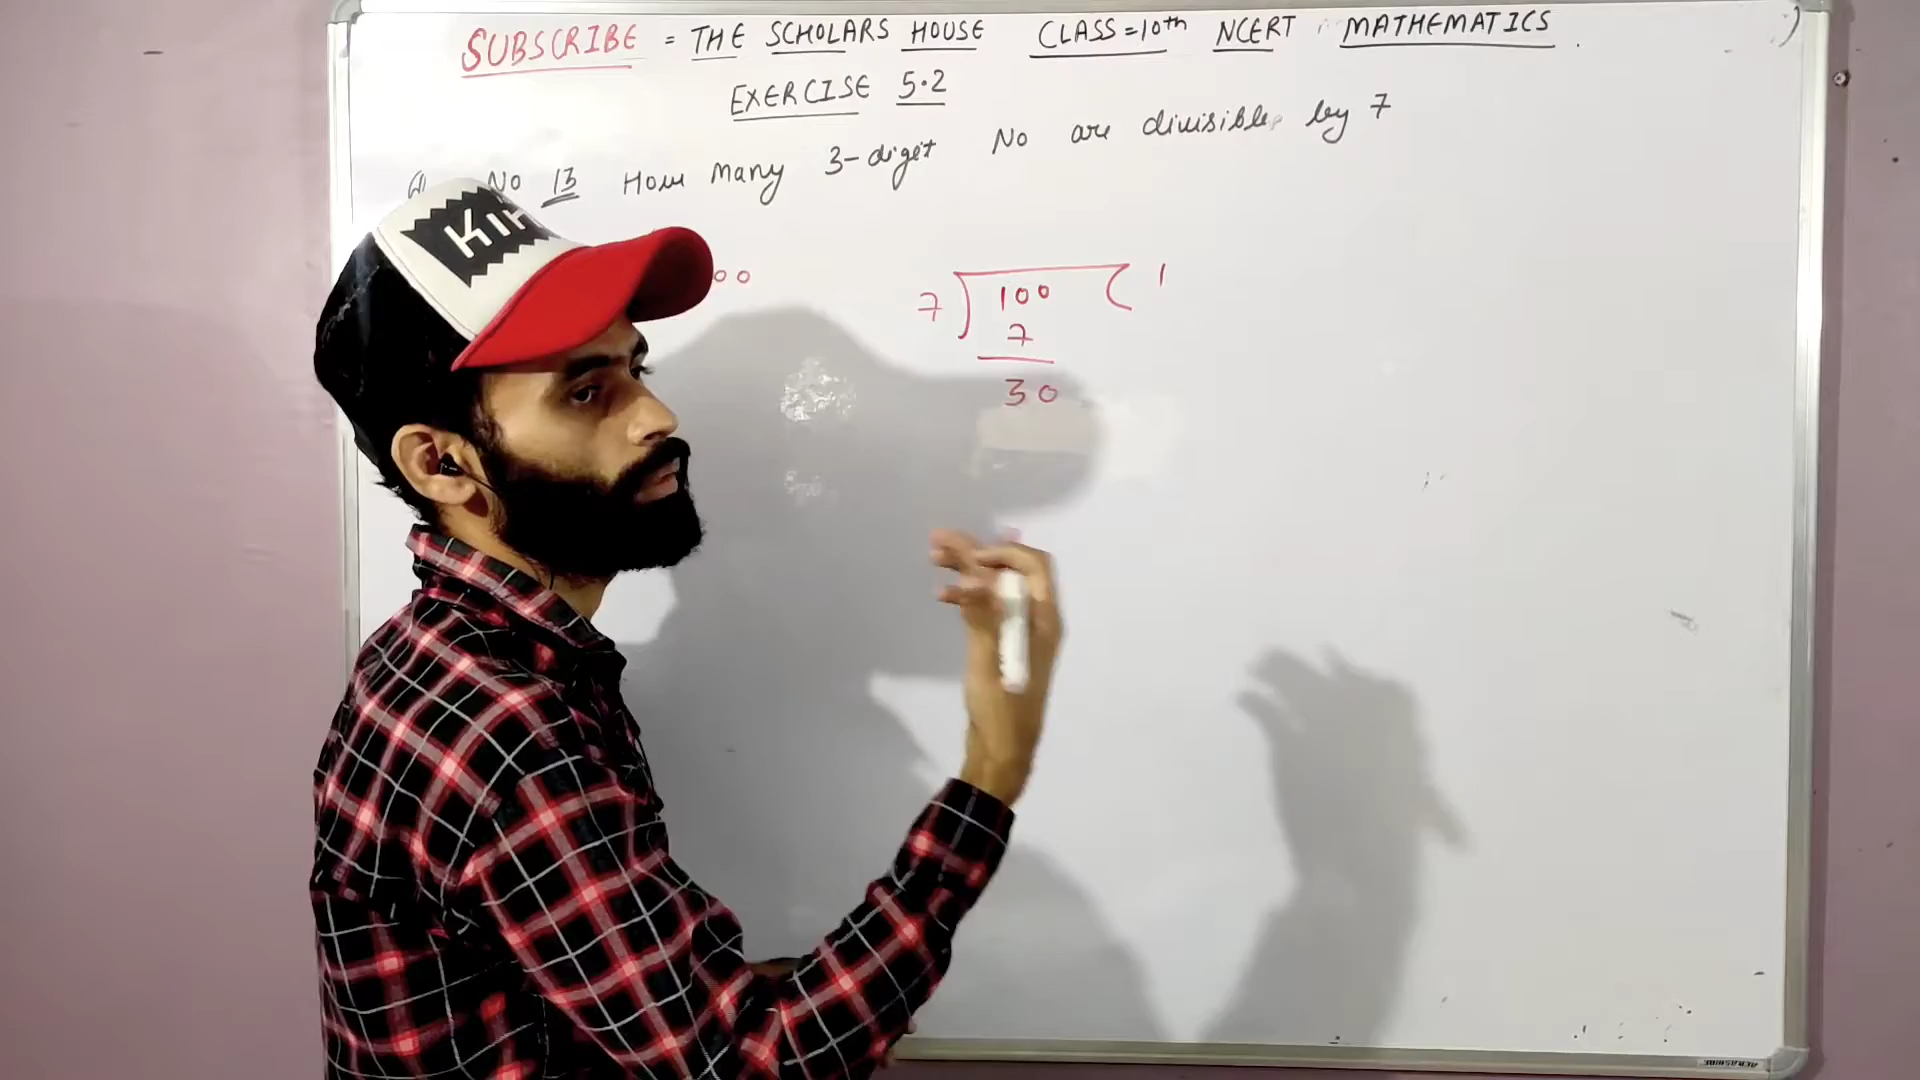 SUBSCRIBE = THE SCHOLARS HOUSE CLASS=10th NCERT MATHEMATICS
EXERCISE 5.2
No 13 How many 3-digit No are divisible by 7
00
7 ) 100 ( 1
7
30